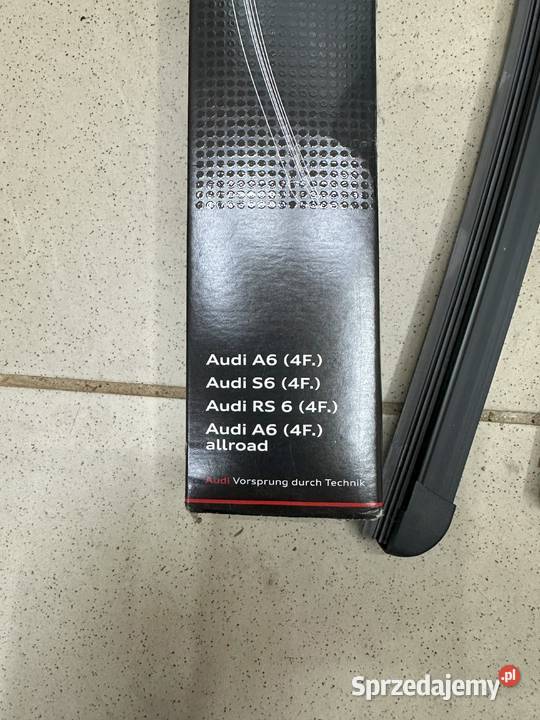 Audi A6 (4F.)
Audi S6 (4F.)
Audi RS 6 (4F.)
Audi A6 (4F.)
allroad
Audi Vorsprung durch Technik
Sprzedajemy.pl